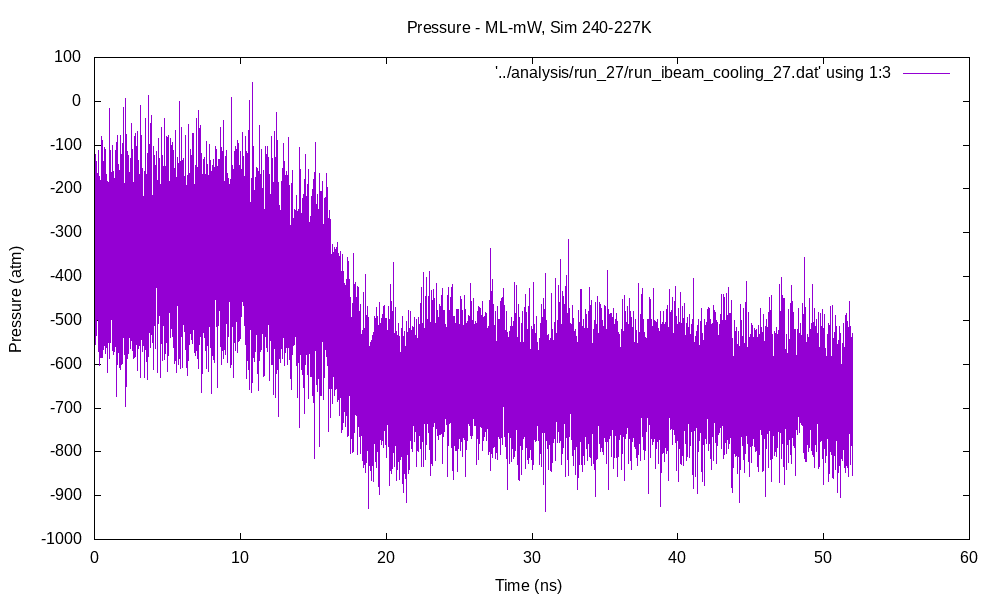 Pressure - ML-mW, Sim 240-227K
'../analysis/run_27/run_ibeam_cooling_27.dat' using 1:3
100
0
-100
-200
-300
-400
-500
-600
-700
-800
-900
-1000
Pressure (atm)
0 10 20 30 40 50 60
Time (ns)